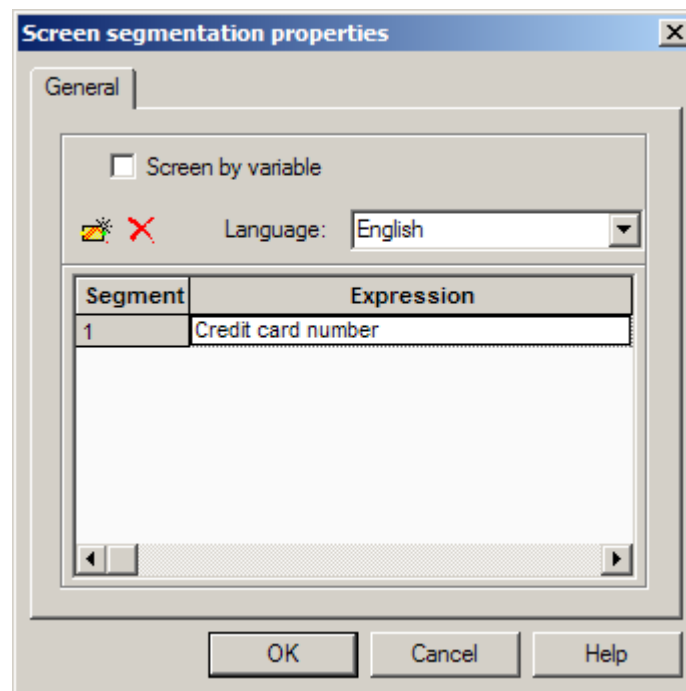 Screen segmentation properties
General
Screen by variable
Language: English
Segment Expression
1 Credit card number
OK Cancel Help